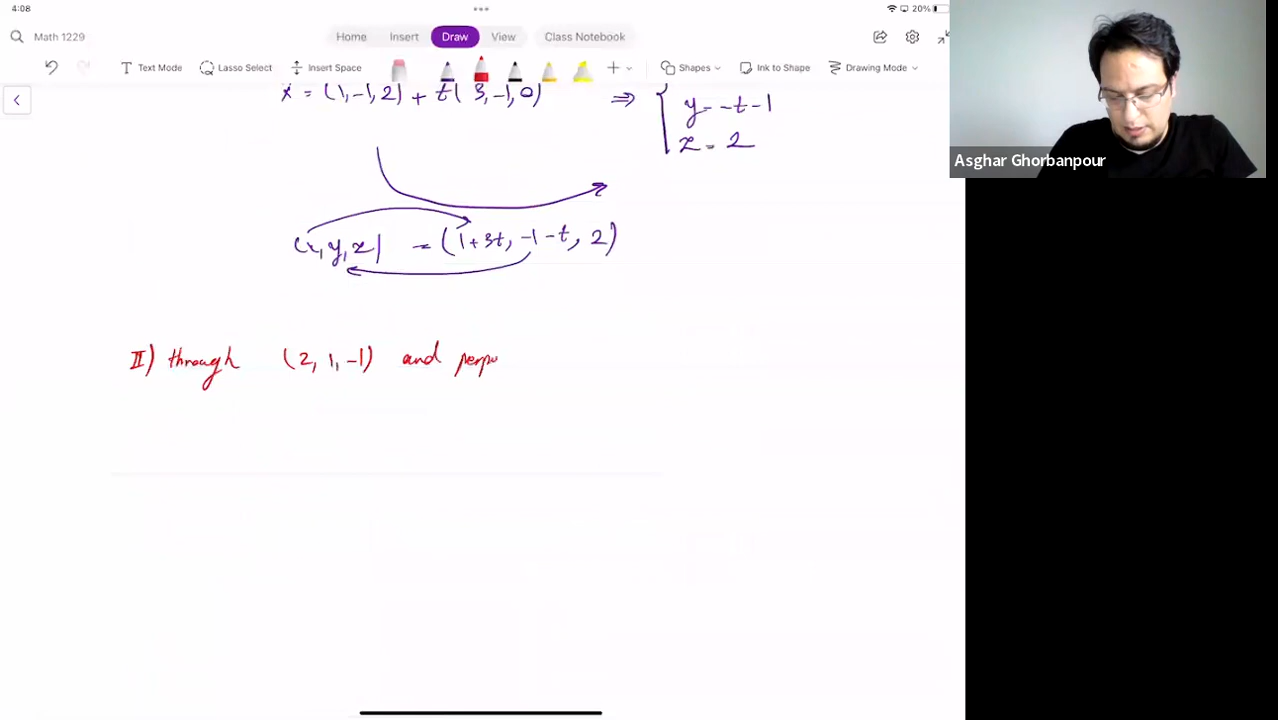 4:08
20%
Math 1229
Home Insert Draw View Class Notebook
Text Mode Lasso Select Insert Space Shapes Ink to Shape Drawing Mode
Asghar Ghorbanpour
= (1,-1,2) + t(3,-1,0) ⇒ y = -t-1
z = 2
(x,y,z) = (1+3t, -1-t, 2)
II) through (2,1,-1) and perpe